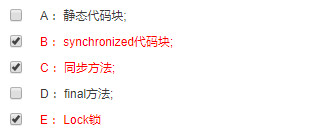 A： 静态代码块;
B： synchronized代码块;
C： 同步方法;
D： final方法;
E： Lock锁